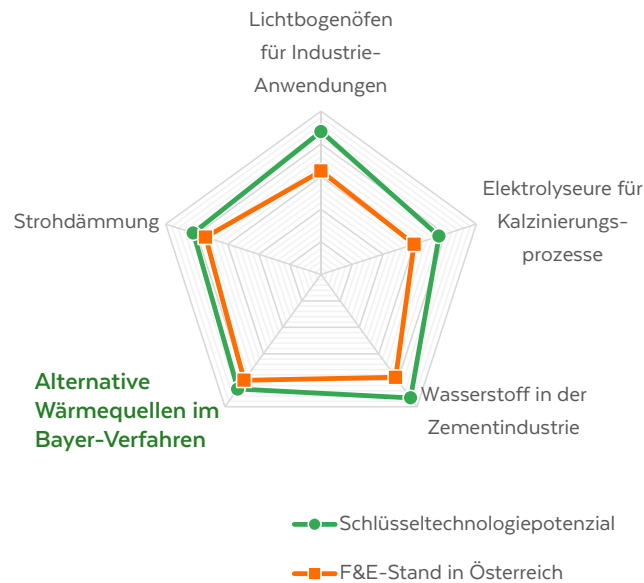 Lichtbogenöfen
für Industrie-
Anwendungen
Elektrolyseure für
Kalzinierungs-
prozesse
Strohdämmung
Alternative
Wärmequellen im
Bayer-Verfahren
Wasserstoff in der
Zementindustrie
Schlüsseltechnologiepotenzial
F&E-Stand in Österreich